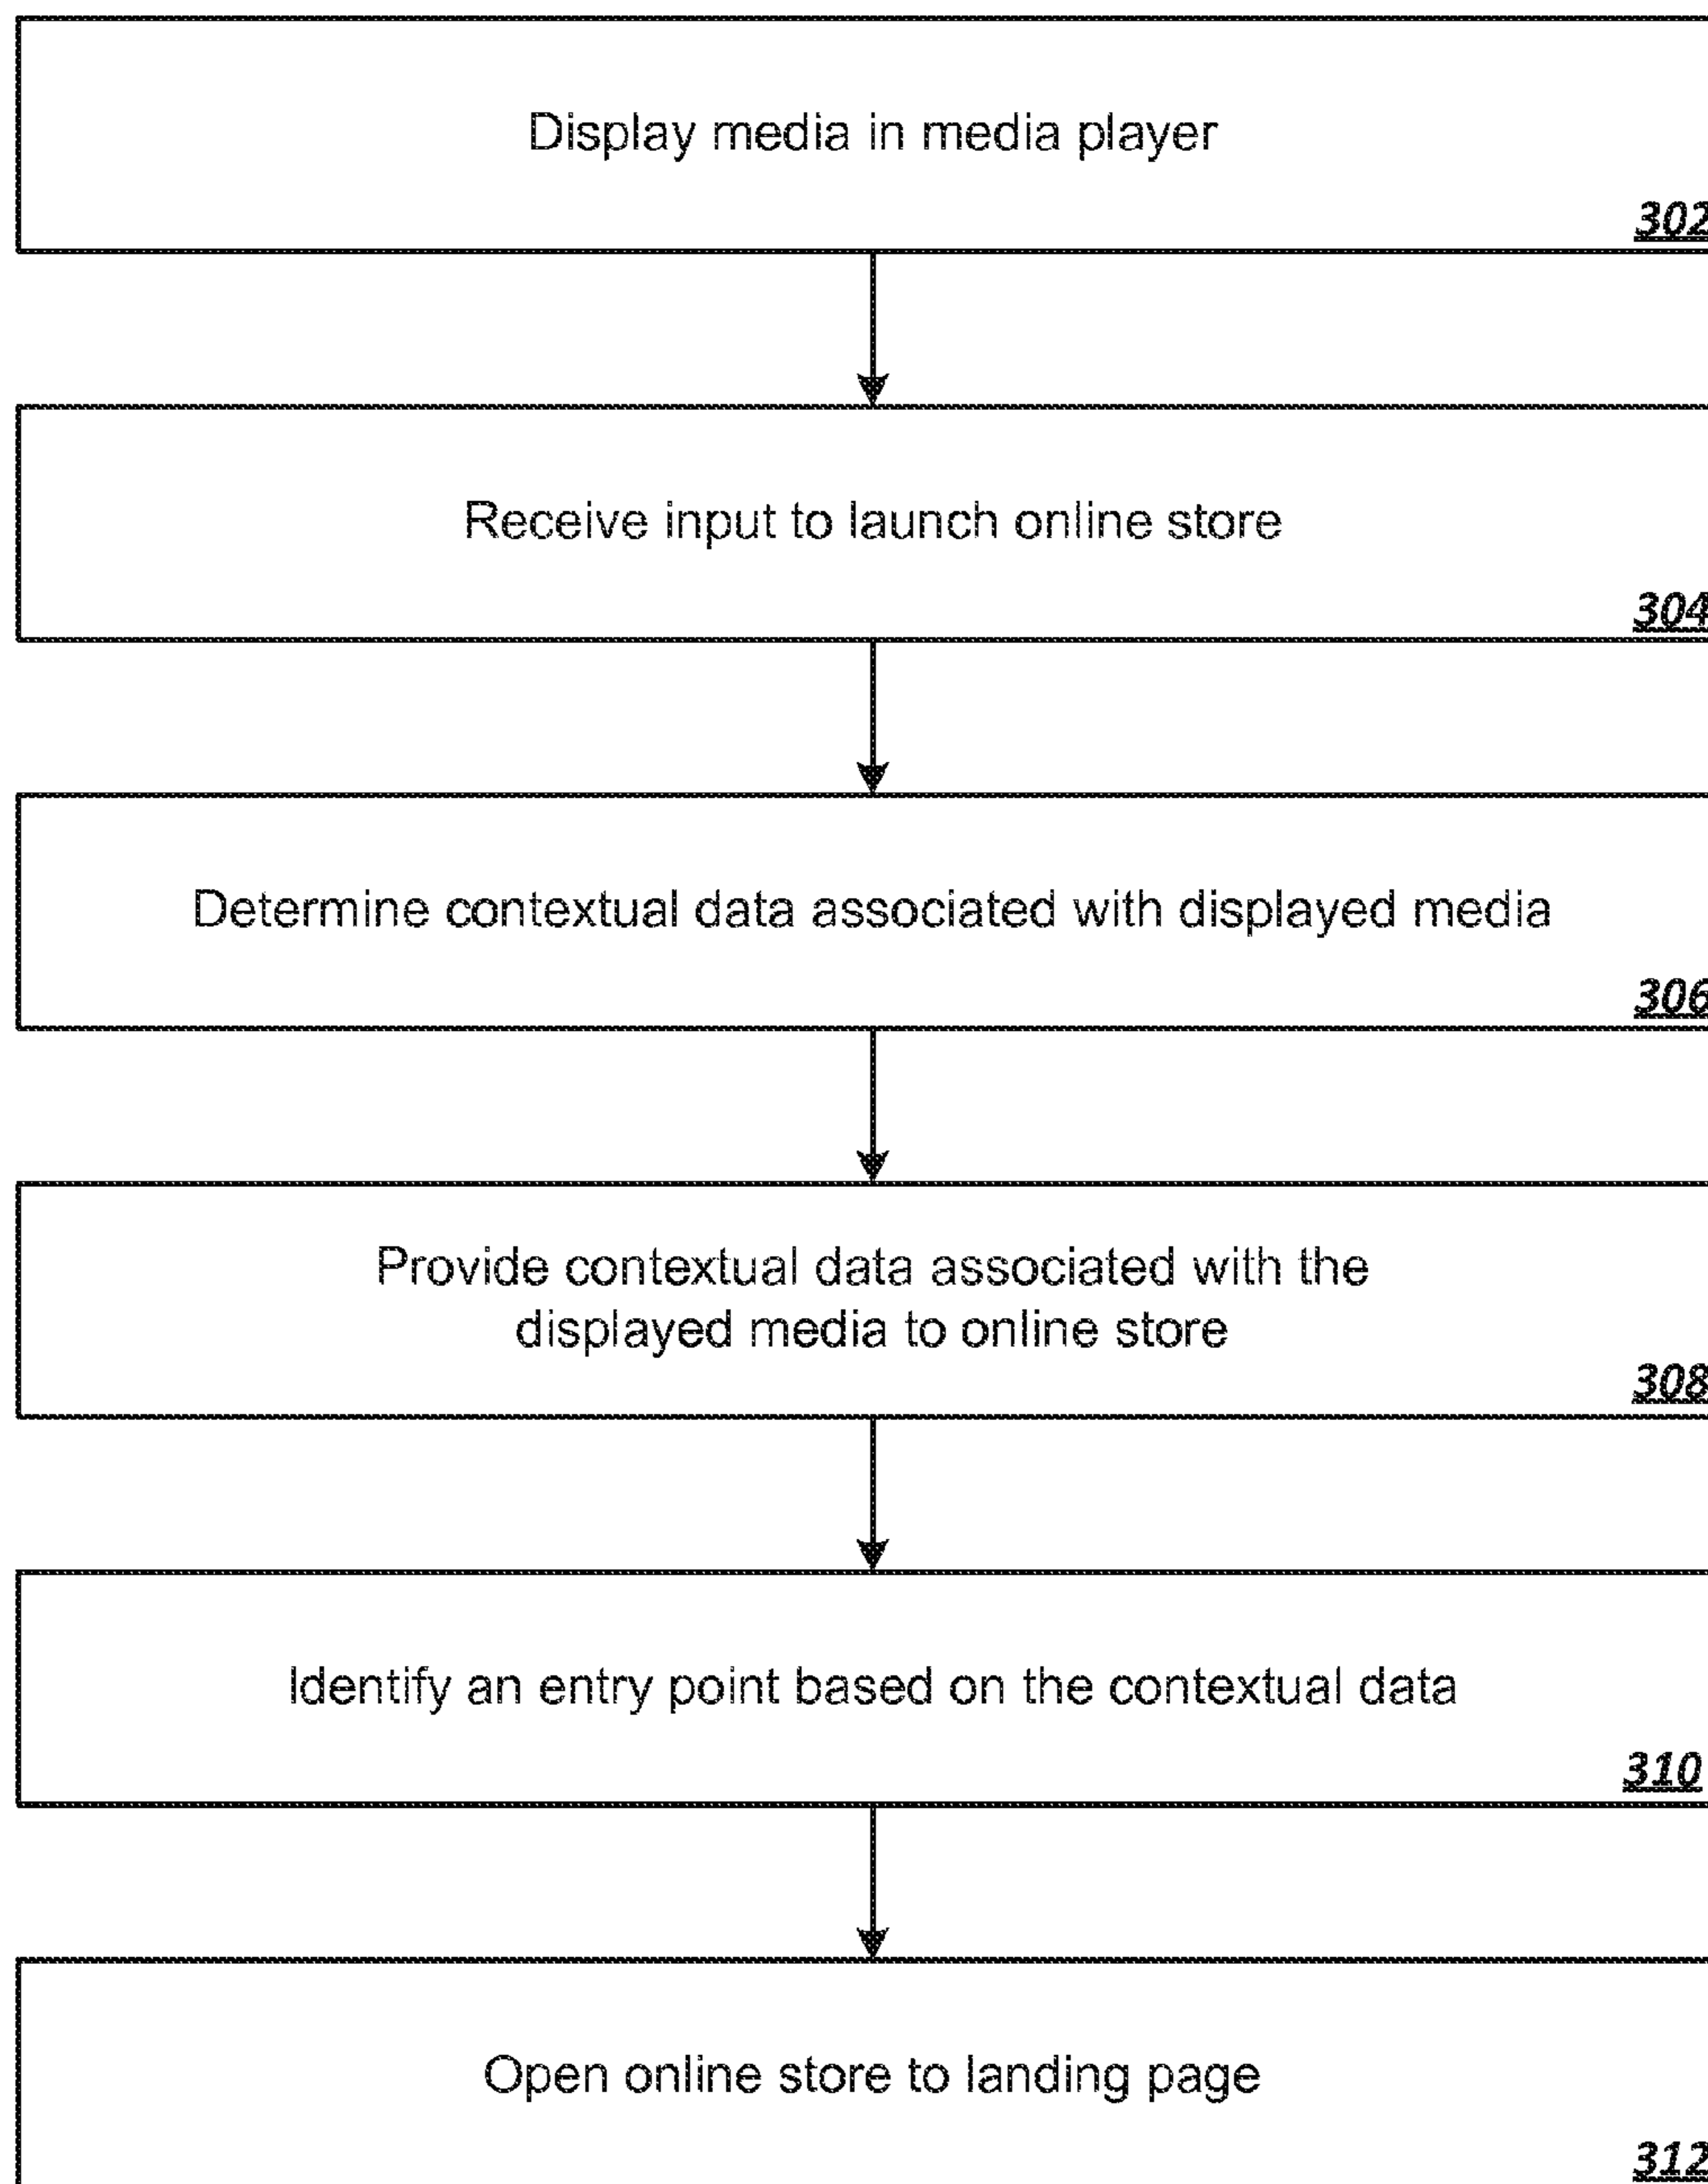 Display media in media player
302
Receive input to launch online store
304
Determine contextual data associated with displayed media
306
Provide contextual data associated with the
displayed media to online store
308
Identify an entry point based on the contextual data
310
Open online store to landing page
312